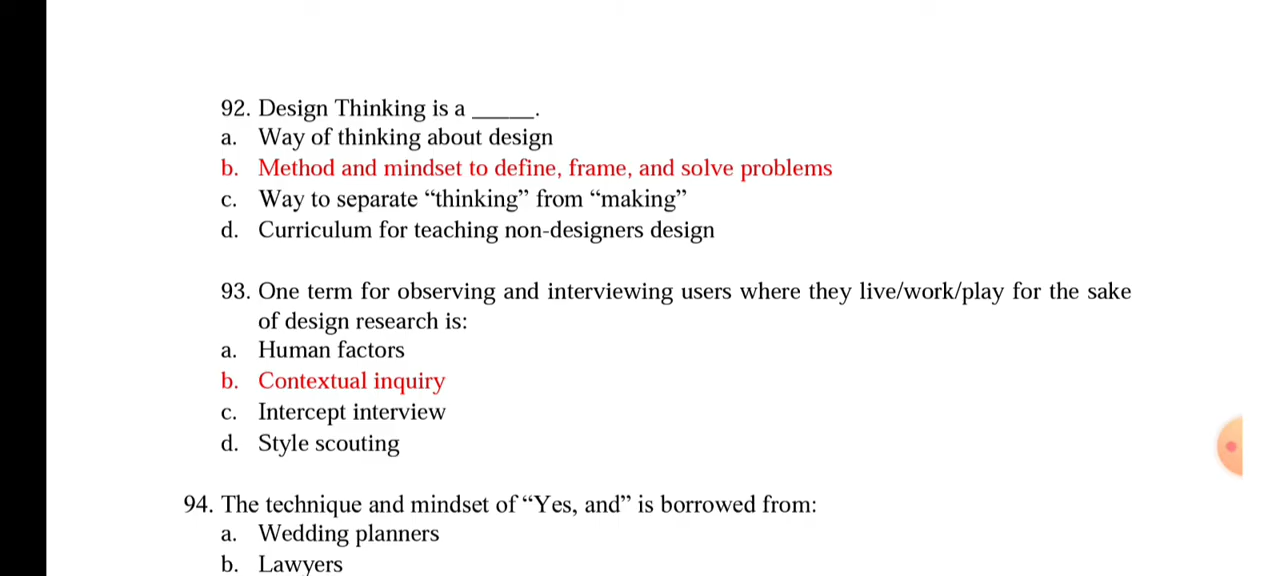 92. Design Thinking is a _____.
a. Way of thinking about design
b. Method and mindset to define, frame, and solve problems
c. Way to separate “thinking” from “making”
d. Curriculum for teaching non-designers design
93. One term for observing and interviewing users where they live/work/play for the sake
of design research is:
a. Human factors
b. Contextual inquiry
c. Intercept interview
d. Style scouting
94. The technique and mindset of “Yes, and” is borrowed from:
a. Wedding planners
b. Lawyers